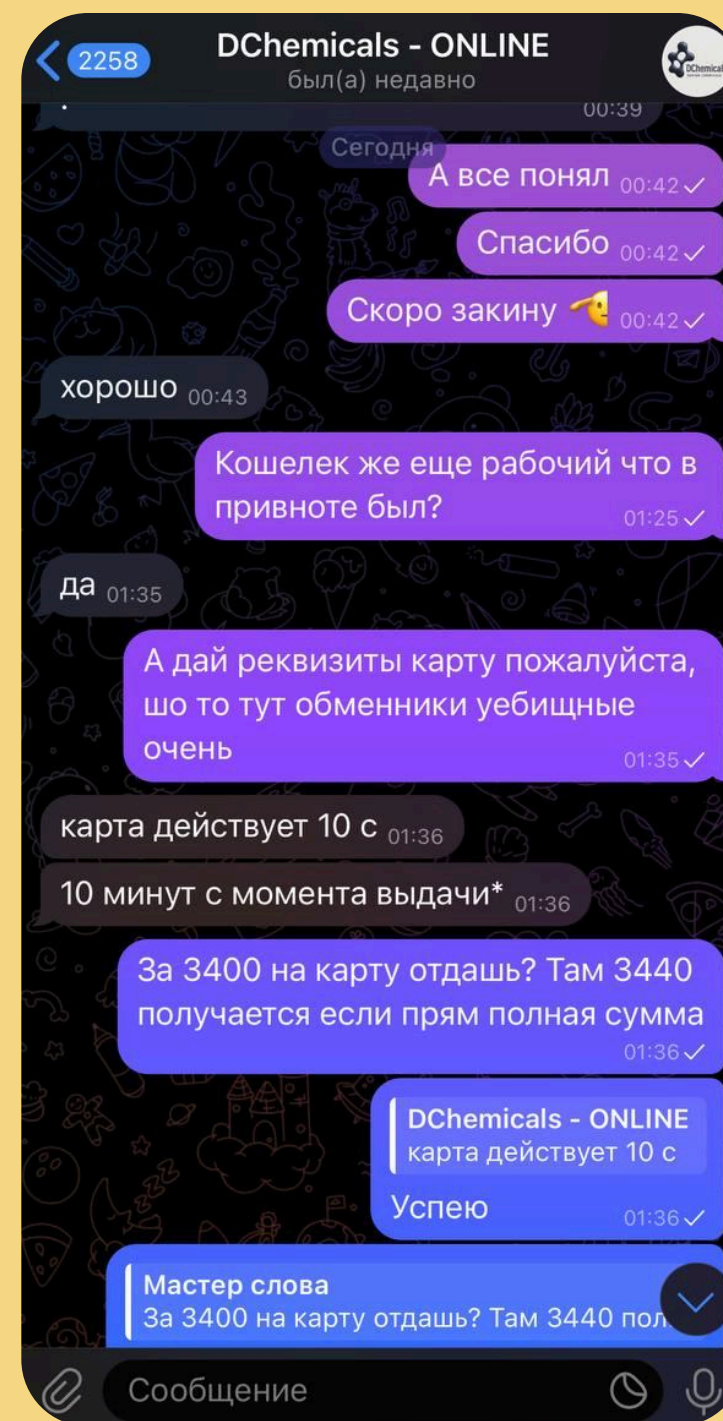 2258
DChemicals - ONLINE
был(а) недавно
DChemical
00:39
Сегодня
А все понял 00:42
Спасибо 00:42
Скоро закину 00:42
хорошо 00:43
Кошелек же еще рабочий что в
привноте был? 01:25
да 01:35
А дай реквизиты карту пожалуйста,
шо то тут обменники уебищные
очень 01:35
карта действует 10 с 01:36
10 минут с момента выдачи* 01:36
За 3400 на карту отдашь? Там 3440
получается если прям полная сумма
01:36
DChemicals - ONLINE
карта действует 10 с
Успею 01:36
Мастер слова
За 3400 на карту отдашь? Там 3440 пол
Сообщение